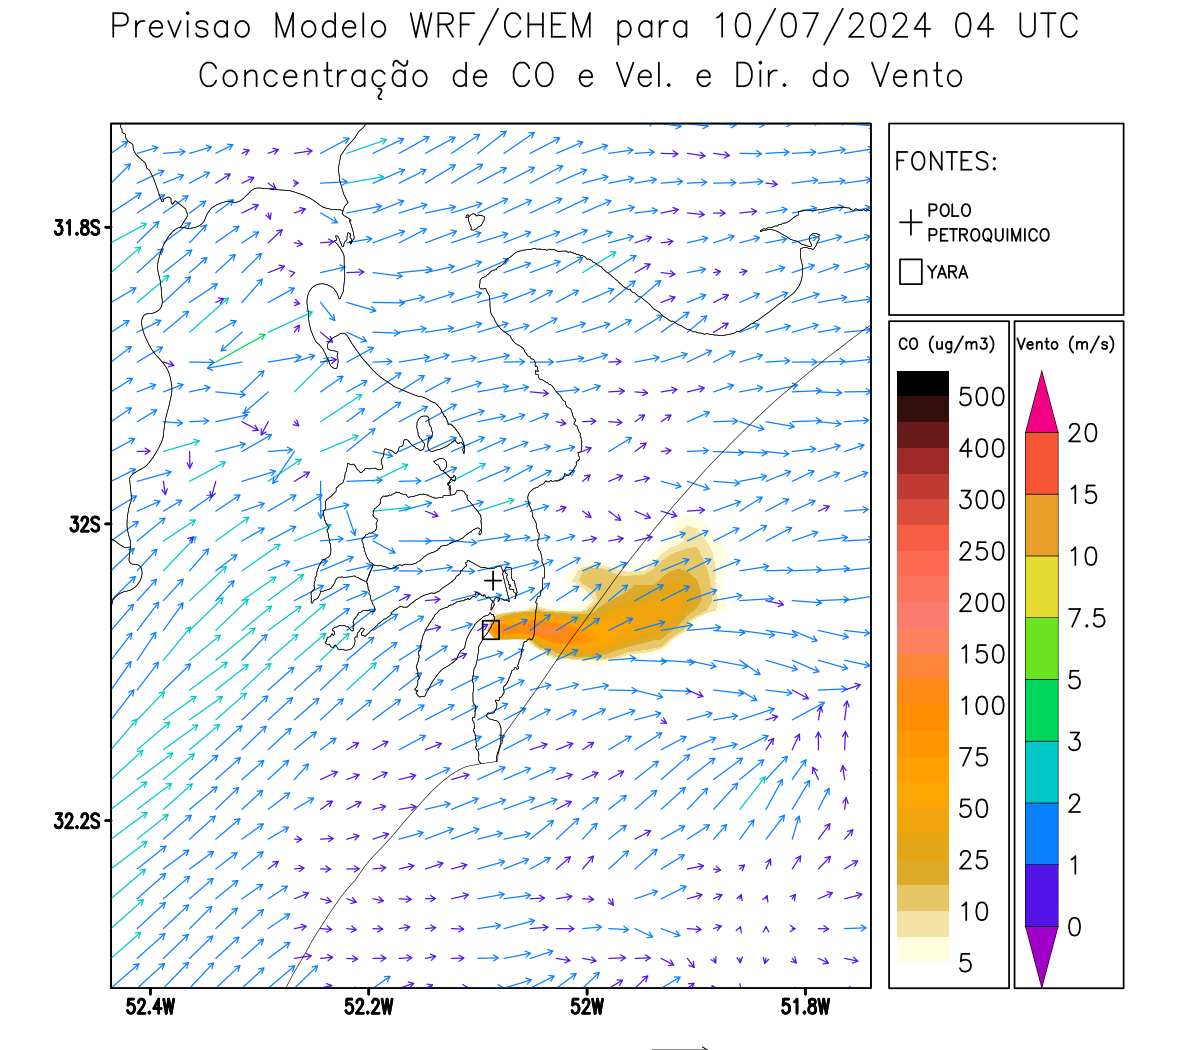 Previsao Modelo WRF/CHEM para 10/07/2024 04 UTC
Concentração de CO e Vel. e Dir. do Vento
FONTES:
POLO
PETROQUIMICO
YARA
CO (ug/m3)
500
400
300
250
200
150
100
75
50
25
10
5
Vento (m/s)
20
15
10
7.5
5
3
2
1
0
31.8S
32S
32.2S
52.4W
52.2W
52W
51.8W